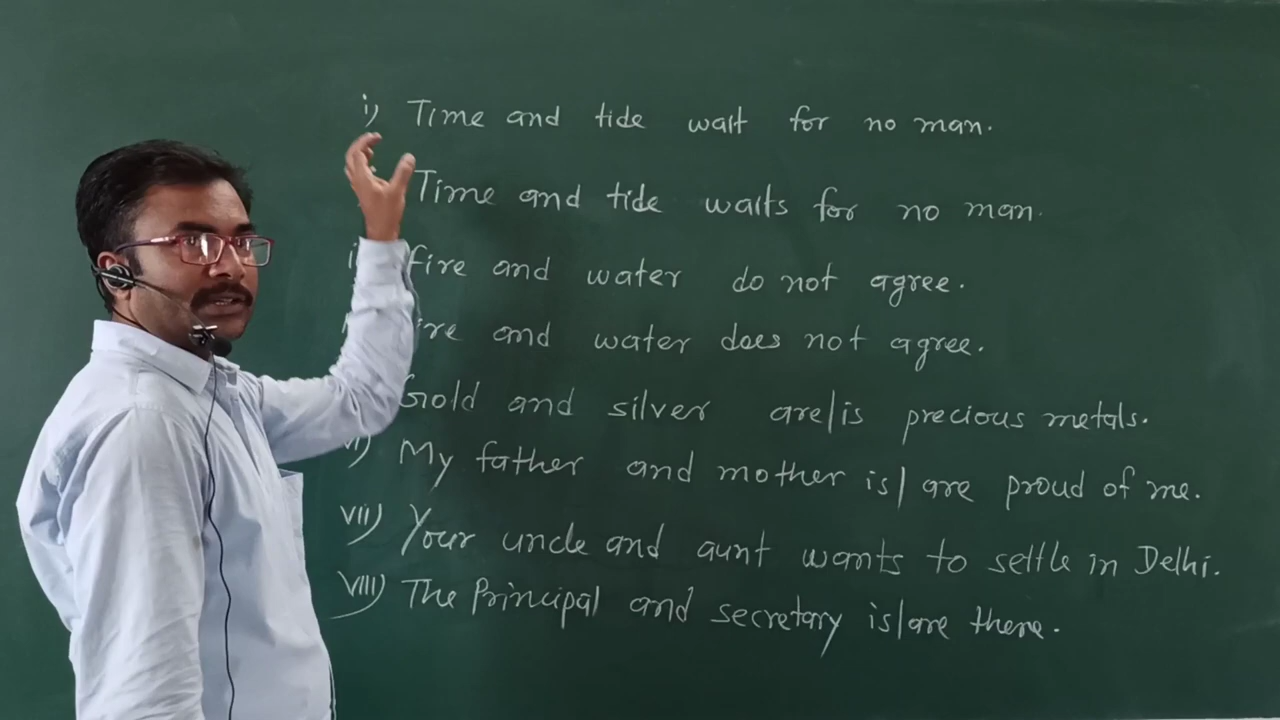 i) Time and tide wait for no man.
Time and tide waits for no man.
fire and water do not agree.
ire and water does not agree.
Gold and silver are/is precious metals.
vi) My father and mother is/are proud of me.
vii) Your uncle and aunt wants to settle in Delhi.
viii) The Principal and secretary is/are there.